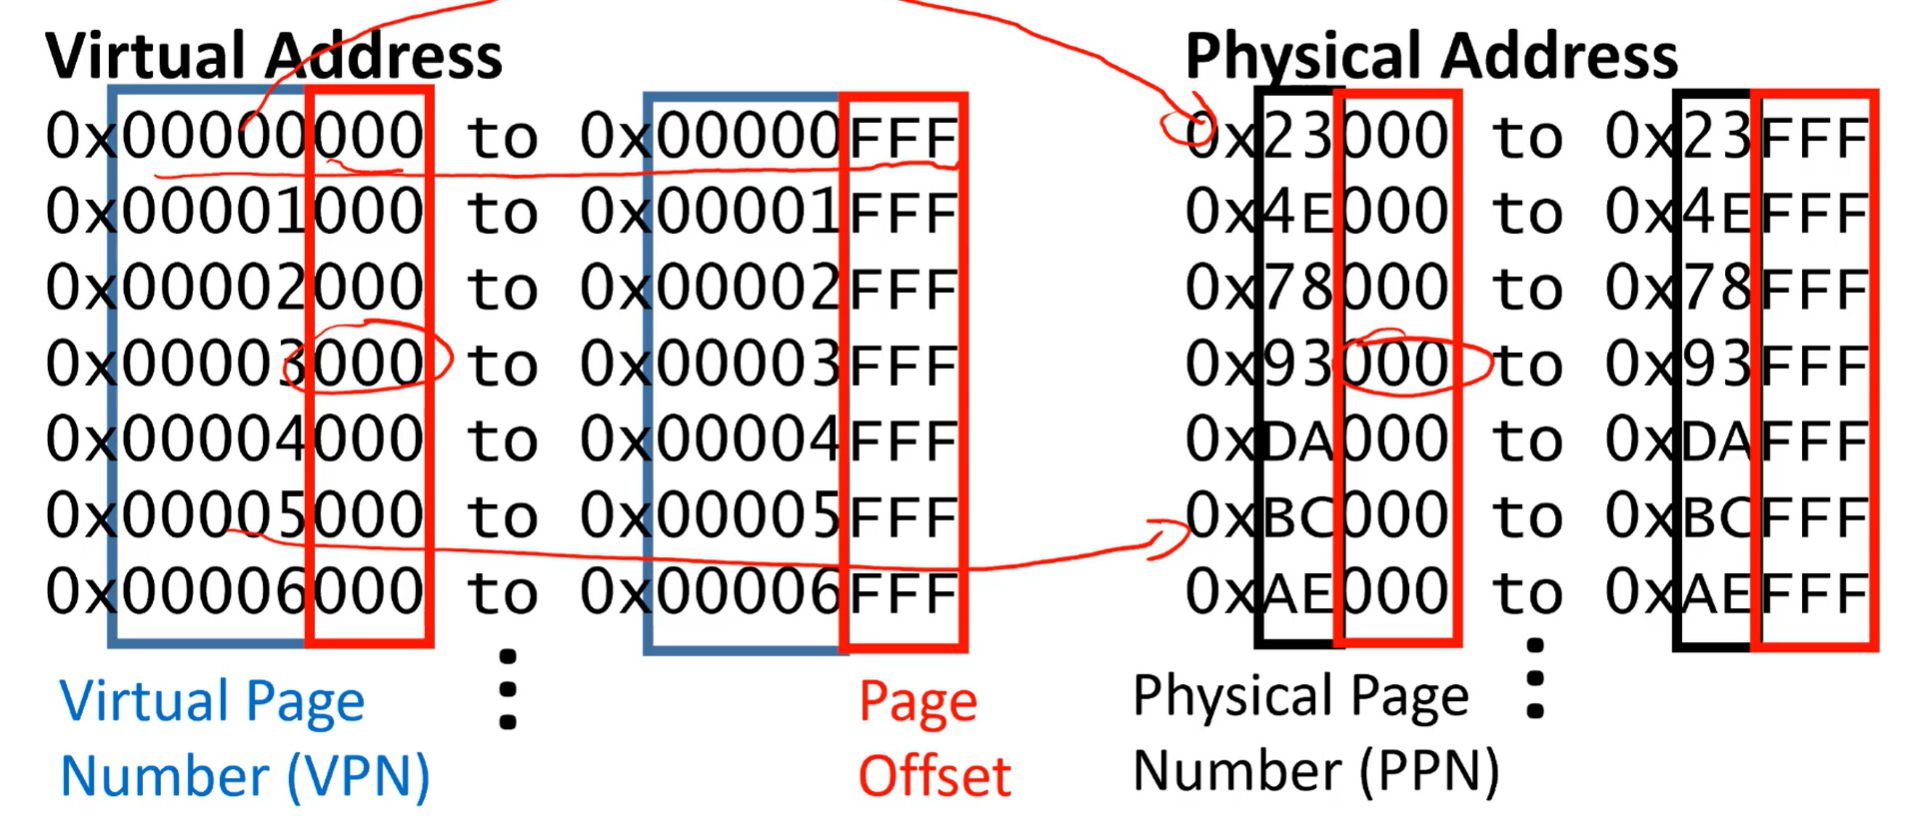 Virtual Address Physical Address
0x00000000 to 0x00000FFF 0x23000 to 0x23FFF
0x00001000 to 0x00001FFF 0x4E000 to 0x4EFFF
0x00002000 to 0x00002FFF 0x78000 to 0x78FFF
0x00003000 to 0x00003FFF 0x93000 to 0x93FFF
0x00004000 to 0x00004FFF 0xDA000 to 0xDAFFF
0x00005000 to 0x00005FFF 0xBC000 to 0xBCFFF
0x00006000 to 0x00006FFF 0xAE000 to 0xAEFFF
Virtual Page Page Physical Page
Number (VPN) Offset Number (PPN)